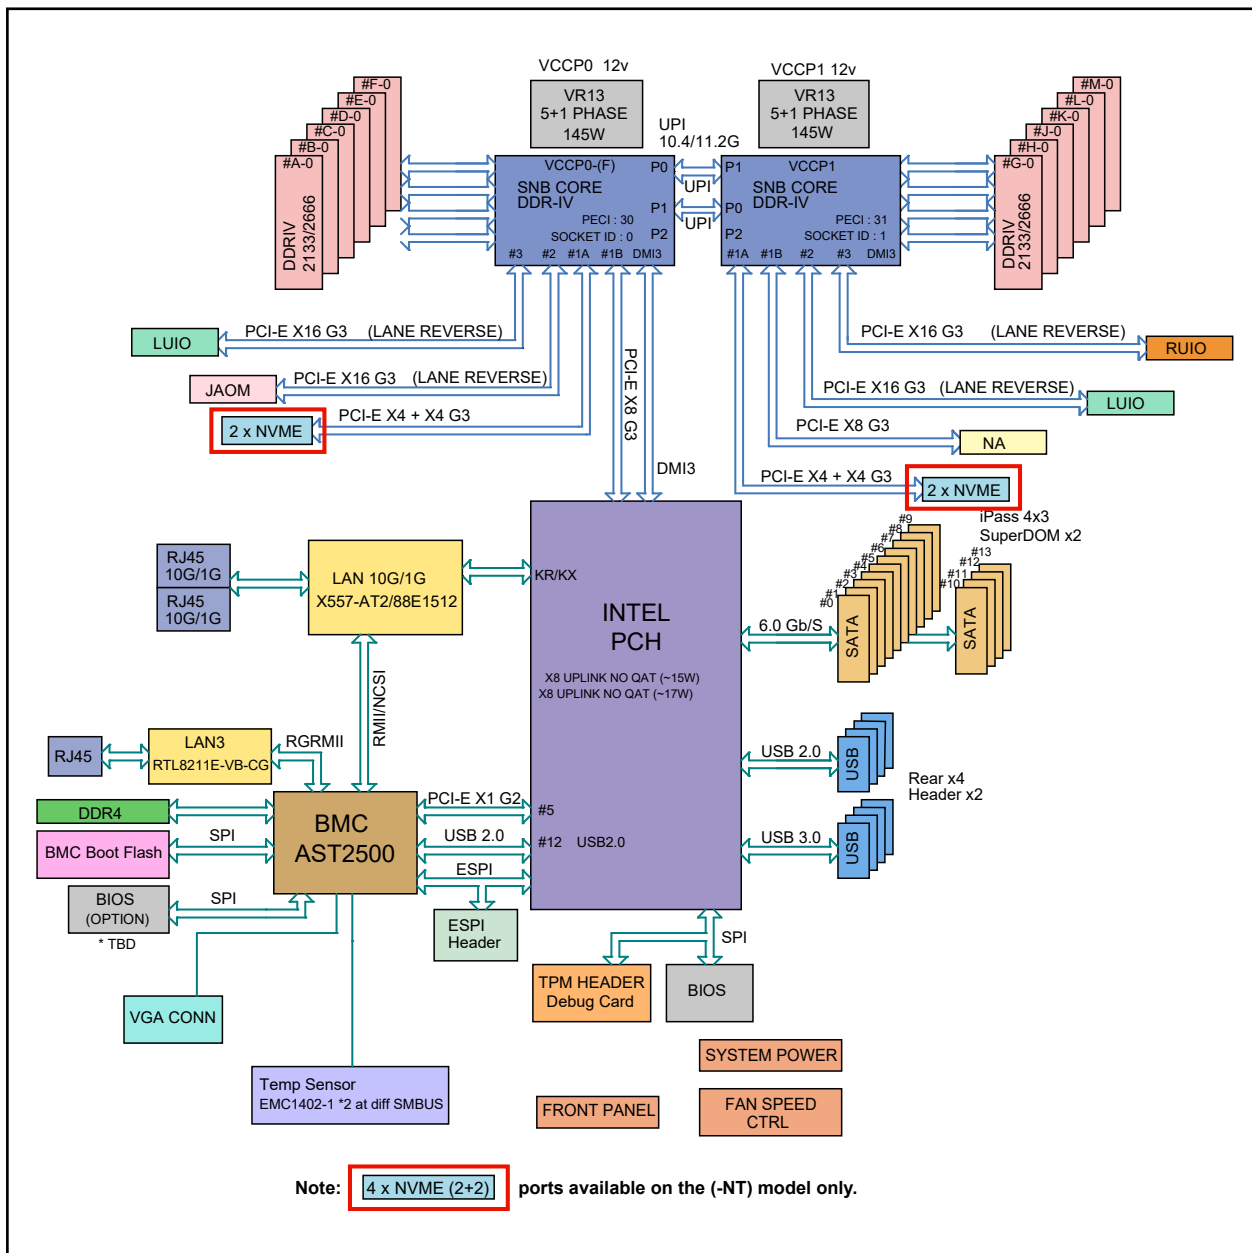 VCCP0 12v
VCCP1 12v
VR13
5+1 PHASE
145W
VR13
5+1 PHASE
145W
UPI
10.4/11.2G
#F-0
#E-0
#D-0
#C-0
#B-0
#A-0
DDRIV
2133/2666
VCCP0-(F)
SNB CORE
DDR-IV
PECI : 30
SOCKET ID : 0
P0
P1
P2
#3
#2
#1A
#1B
DMI3
UPI
UPI
P1
P0
P2
VCCP1
SNB CORE
DDR-IV
PECI : 31
SOCKET ID : 1
#1A
#1B
#2
#3
DMI3
#M-0
#L-0
#K-0
#J-0
#H-0
#G-0
DDRIV
2133/2666
LUIO
PCI-E X16 G3 (LANE REVERSE)
JAOM
PCI-E X16 G3 (LANE REVERSE)
2 x NVME
PCI-E X4 + X4 G3
PCI-E X8 G3
DMI3
PCI-E X16 G3 (LANE REVERSE)
RUIO
PCI-E X16 G3 (LANE REVERSE)
LUIO
PCI-E X8 G3
NA
PCI-E X4 + X4 G3
2 x NVME
iPass 4x3
SuperDOM x2
RJ45
10G/1G
RJ45
10G/1G
LAN 10G/1G
X557-AT2/88E1512
KR/KX
INTEL
PCH
X8 UPLINK NO QAT (~15W)
X8 UPLINK NO QAT (~17W)
6.0 Gb/S
#9
#8
#7
#6
#5
#4
#3
#2
#1
#0
SATA
#13
#12
#11
#10
SATA
RMII/NCSI
RJ45
LAN3
RTL8211E-VB-CG
RGRMII
USB 2.0
USB
Rear x4
Header x2
USB 3.0
USB
DDR4
BMC Boot Flash
SPI
BIOS
(OPTION)
* TBD
SPI
BMC
AST2500
PCI-E X1 G2
#5
USB 2.0
#12 USB2.0
ESPI
ESPI
Header
SPI
TPM HEADER
Debug Card
BIOS
VGA CONN
Temp Sensor
EMC1402-1 *2 at diff SMBUS
SYSTEM POWER
FRONT PANEL
FAN SPEED
CTRL
Note: 4 x NVME (2+2) ports available on the (-NT) model only.